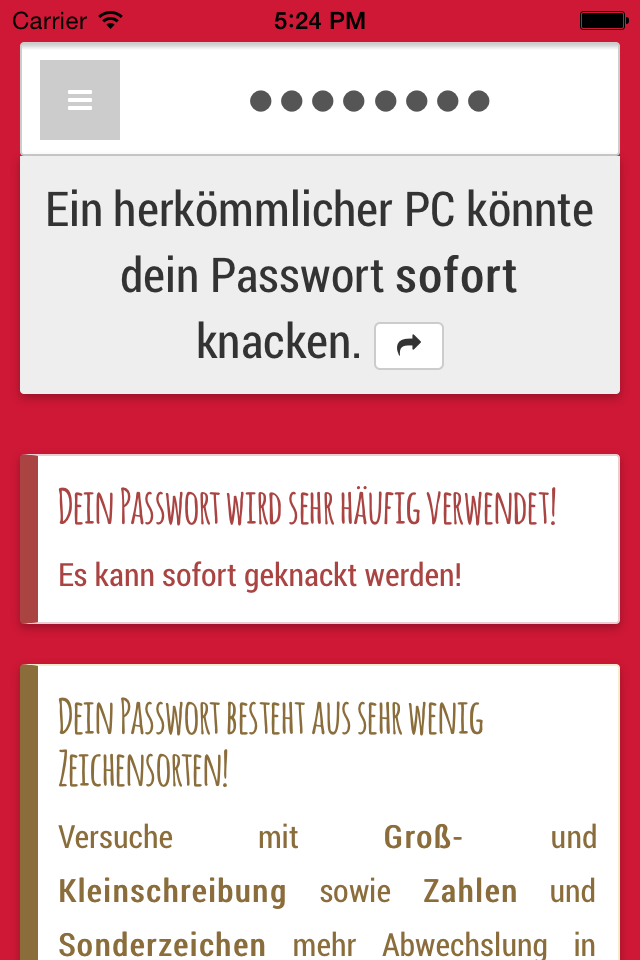 Carrier 5:24 PM
Ein herkömmlicher PC könnte
dein Passwort sofort
knacken.
Dein Passwort wird sehr häufig verwendet!
Es kann sofort geknackt werden!
Dein Passwort besteht aus sehr wenig
Zeichensorten!
Versuche mit Groß- und
Kleinschreibung sowie Zahlen und
Sonderzeichen mehr Abwechslung in